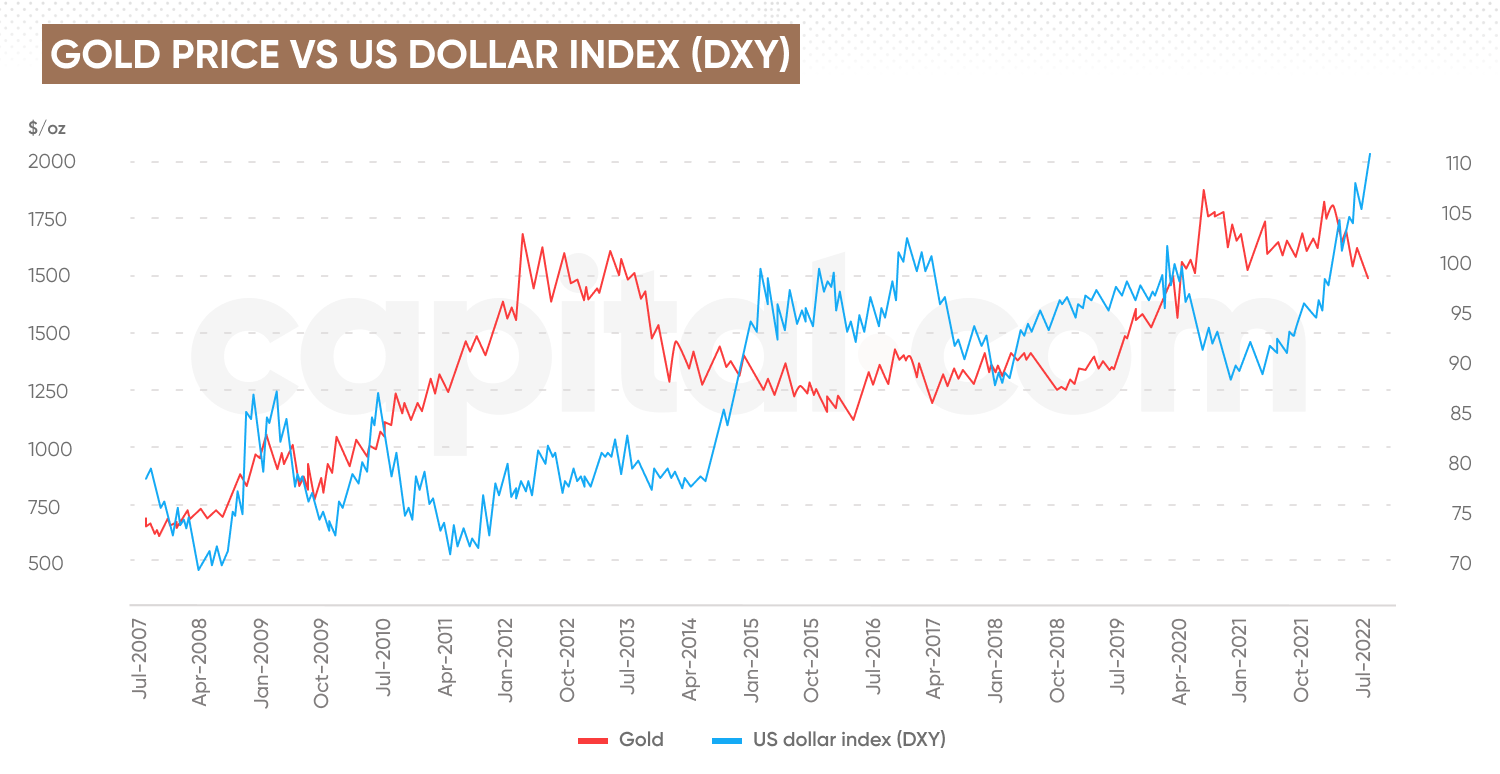 GOLD PRICE VS US DOLLAR INDEX (DXY)
$/oz
2000
110
1750
105
1500
100
1500
95
1250
90
85
1000
80
750
75
500
70
capital.com
Jul-2007
Apr-2008
Jan-2009
Oct-2009
Jul-2010
Apr-2011
Jan-2012
Oct-2012
Jul-2013
Apr-2014
Jan-2015
Oct-2015
Jul-2016
Apr-2017
Jan-2018
Oct-2018
Jul-2019
Apr-2020
Jan-2021
Oct-2021
Jul-2022
Gold
US dollar index (DXY)